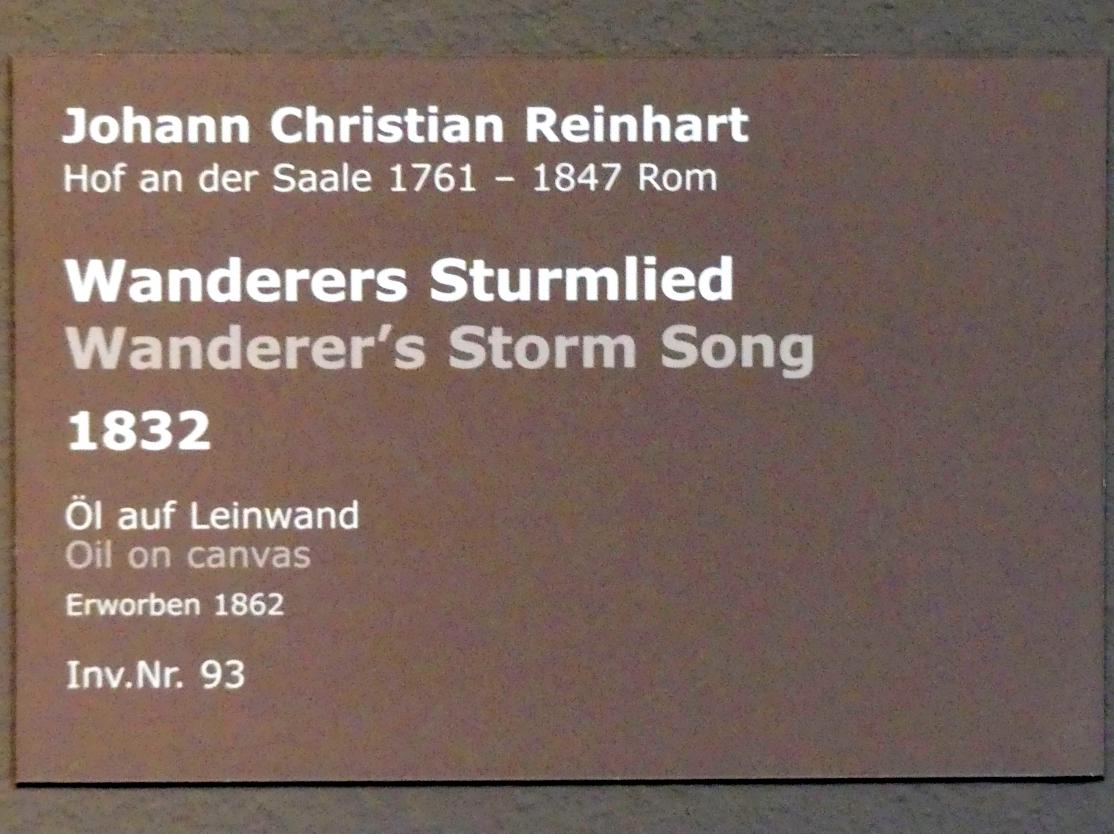 Johann Christian Reinhart
Hof an der Saale 1761 – 1847 Rom
Wanderers Sturmlied
Wanderer’s Storm Song
1832
Öl auf Leinwand
Oil on canvas
Erworben 1862
Inv.Nr. 93